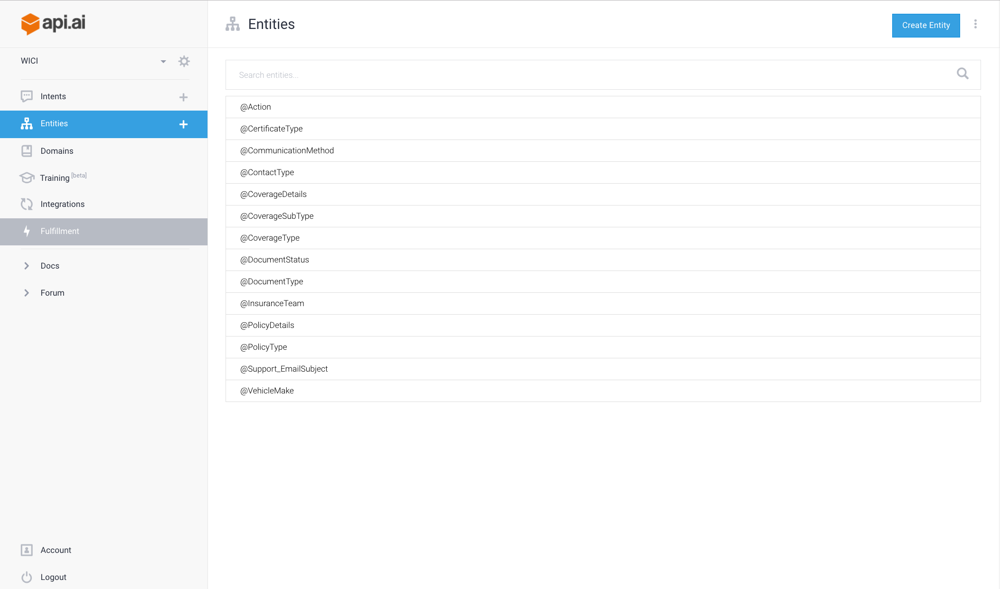 api.ai
WICI
Intents
Entities
Domains
Training [beta]
Integrations
Fulfillment
Docs
Forum
Account
Logout
Entities
Create Entity
Search entities...
@Action
@CertificateType
@CommunicationMethod
@ContactType
@CoverageDetails
@CoverageSubType
@CoverageType
@DocumentStatus
@DocumentType
@InsuranceTeam
@PolicyDetails
@PolicyType
@Support_EmailSubject
@VehicleMake